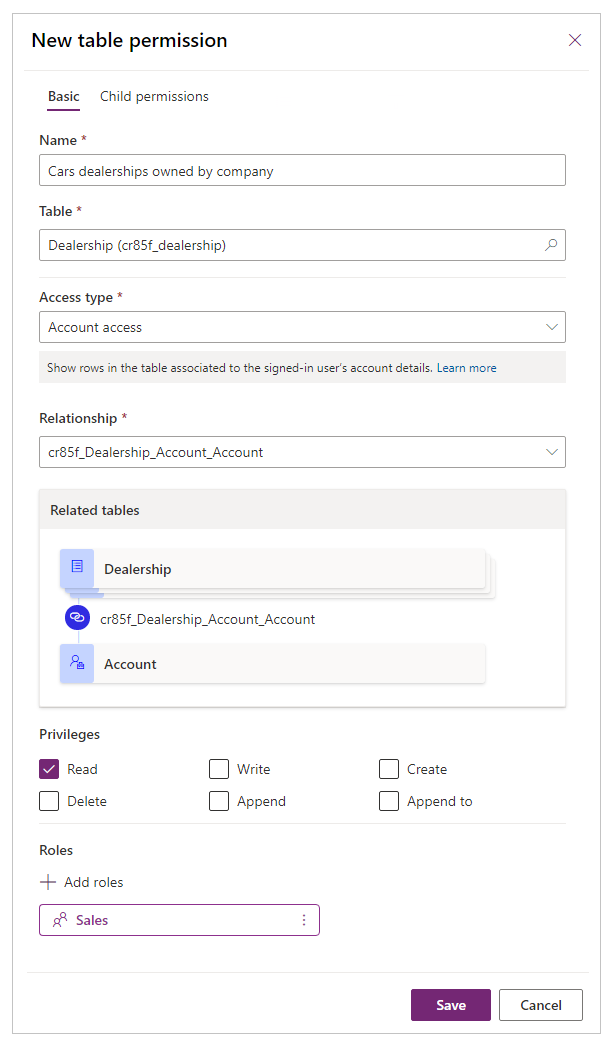 New table permission
Basic Child permissions
Name *
Cars dealerships owned by company
Table *
Dealership (cr85f_dealership)
Access type *
Account access
Show rows in the table associated to the signed-in user's account details. Learn more
Relationship *
cr85f_Dealership_Account_Account
Related tables
Dealership
cr85f_Dealership_Account_Account
Account
Privileges
Read Write Create
Delete Append Append to
Roles
Add roles
Sales
Save Cancel